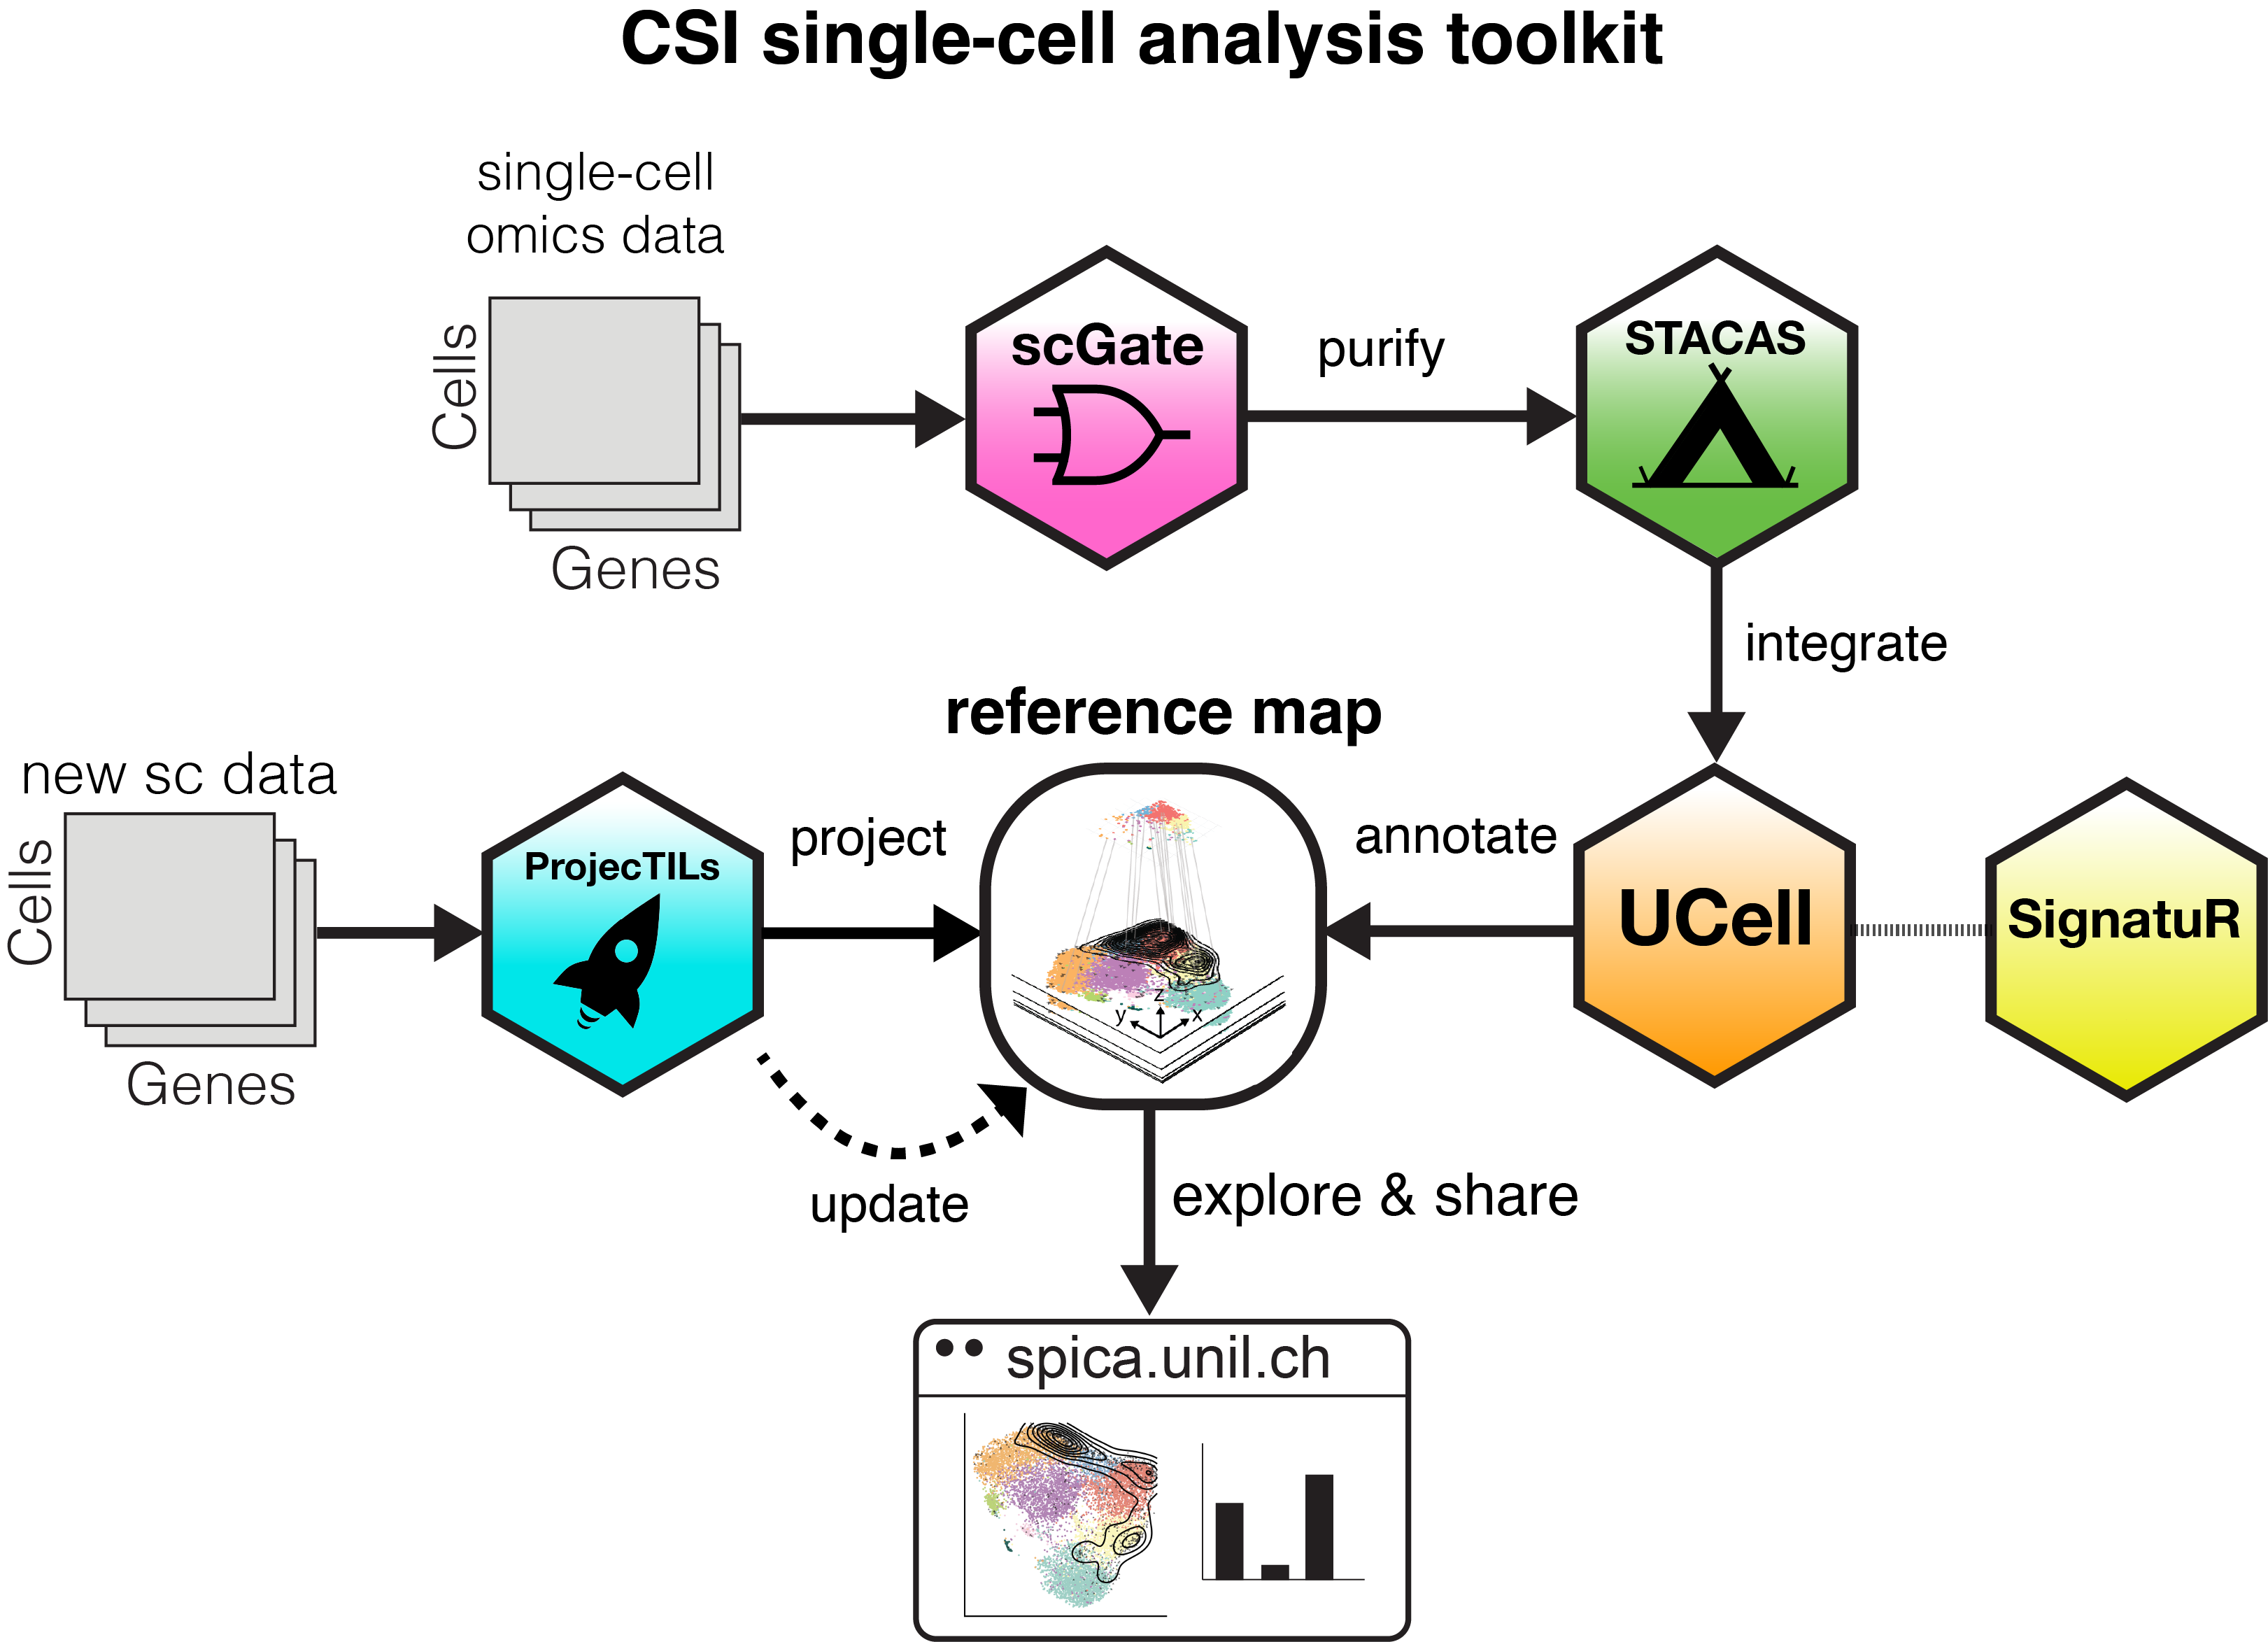 CSI single-cell analysis toolkit
single-cell
omics data
Cells
Genes
scGate
purify
STACAS
integrate
reference map
new sc data
Cells
Genes
ProjecTILs
project
z
y
x
annotate
UCell
SignatuR
update
explore & share
spica.unil.ch